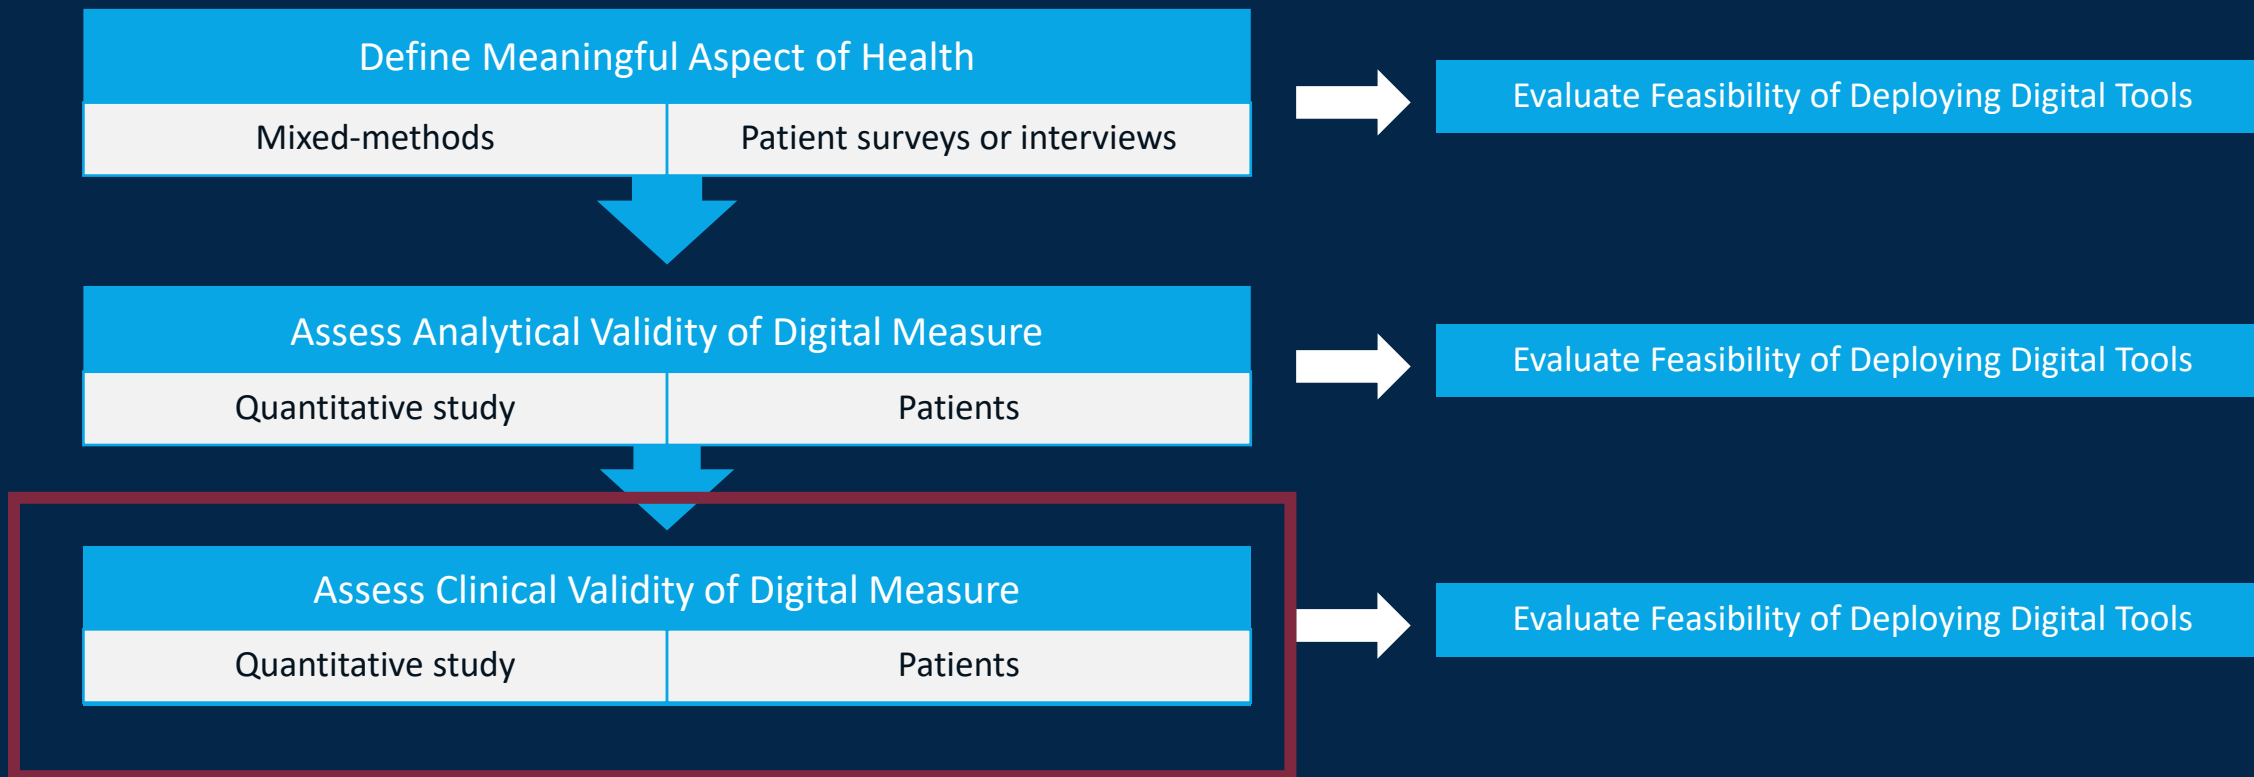 Define Meaningful Aspect of Health
Mixed-methods
Patient surveys or interviews
Evaluate Feasibility of Deploying Digital Tools
Assess Analytical Validity of Digital Measure
Quantitative study
Patients
Evaluate Feasibility of Deploying Digital Tools
Assess Clinical Validity of Digital Measure
Quantitative study
Patients
Evaluate Feasibility of Deploying Digital Tools